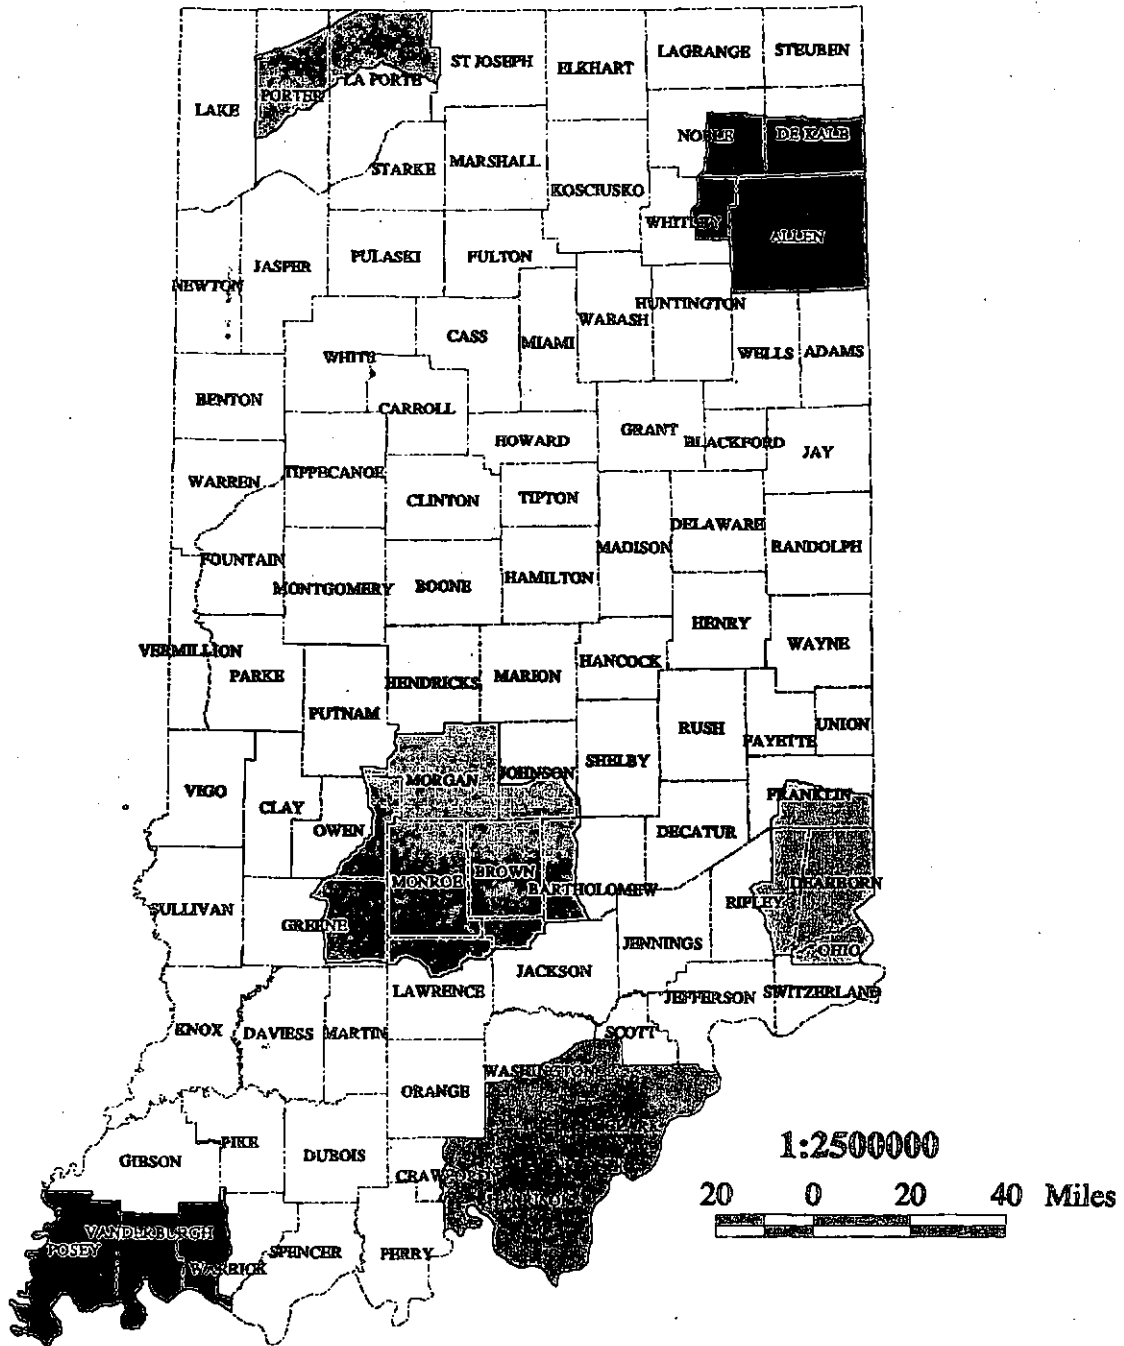 ST JOSEPH
ELKHART
LAGRANGE
STEUBEN
LAKE
PORTER
LA PORTE
NOBLE
DE KALB
STARKE
MARSHALL
KOSCIUSKO
WHITLEY
ALLEN
NEWTON
JASPER
PULASKI
FULTON
HUNTINGTON
WABASH
WHITE
CASS
MIAMI
WELLS
ADAMS
BENTON
CARROLL
HOWARD
GRANT
BLACKFORD
JAY
WARREN
TIPPECANOE
CLINTON
TIPTON
DELAWARE
MADISON
RANDOLPH
FOUNTAIN
MONTGOMERY
BOONE
HAMILTON
HENRY
WAYNE
VERMILLION
PARKE
HENDRICKS
MARION
HANCOCK
PUTNAM
RUSH
FAYETTE
UNION
SHELBY
VIGO
CLAY
MORGAN
JOHNSON
FRANKLIN
OWEN
DECATUR
MONROE
BROWN
BARTHOLOMEW
DEARBORN
SULLIVAN
GREENE
RIPLEY
JENNINGS
OHIO
JACKSON
LAWRENCE
JEFFERSON
SWITZERLAND
KNOX
DAVIESS
MARTIN
SCOTT
WASHINGTON
ORANGE
PIKE
GIBSON
DUBOIS
CRAW
HARRISON
1:2500000
20 0 20 40 Miles
VANDERBURGH
POSEY
WARRICK
SPENCER
PERRY